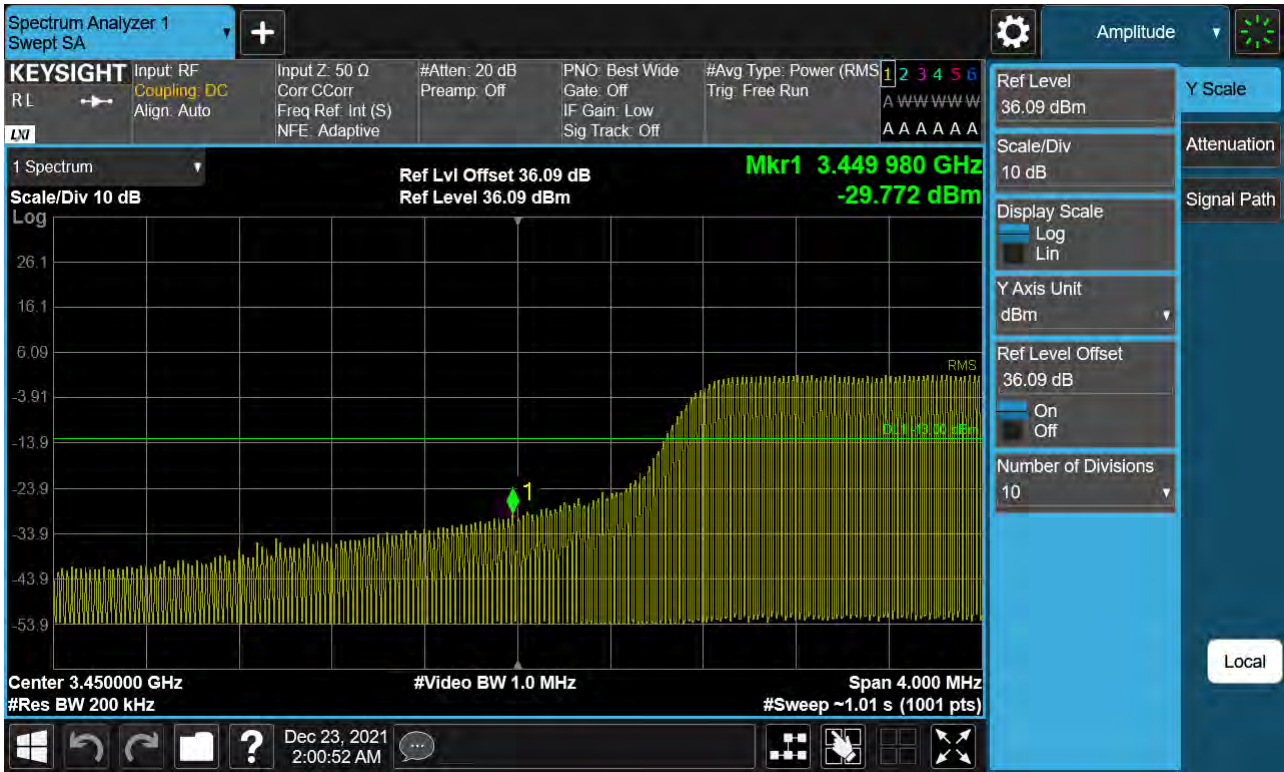 Spectrum Analyzer 1
Swept SA
Amplitude
KEYSIGHT
RL
LXI
Input: RF
Coupling: DC
Align: Auto
Input Z: 50 Ω
Corr CCorr
Freq Ref: Int (S)
NFE: Adaptive
#Atten: 20 dB
Preamp: Off
PNO: Best Wide
Gate: Off
IF Gain: Low
Sig Track: Off
#Avg Type: Power (RMS
Trig: Free Run
1 2 3 4 5 6
A W W W W W
A A A A A A
1 Spectrum
Scale/Div 10 dB
Ref Lvl Offset 36.09 dB
Ref Level 36.09 dBm
Mkr1 3.449 980 GHz
-29.772 dBm
Log
26.1
16.1
6.09
-3.91
-13.9
-23.9
-33.9
-43.9
-53.9
RMS
DL1 -13.00 dBm
1
Center 3.450000 GHz
#Res BW 200 kHz
#Video BW 1.0 MHz
Span 4.000 MHz
#Sweep ~1.01 s (1001 pts)
Ref Level
36.09 dBm
Scale/Div
10 dB
Display Scale
Log
Lin
Y Axis Unit
dBm
Ref Level Offset
36.09 dB
On
Off
Number of Divisions
10
Y Scale
Attenuation
Signal Path
Local
?
Dec 23, 2021
2:00:52 AM